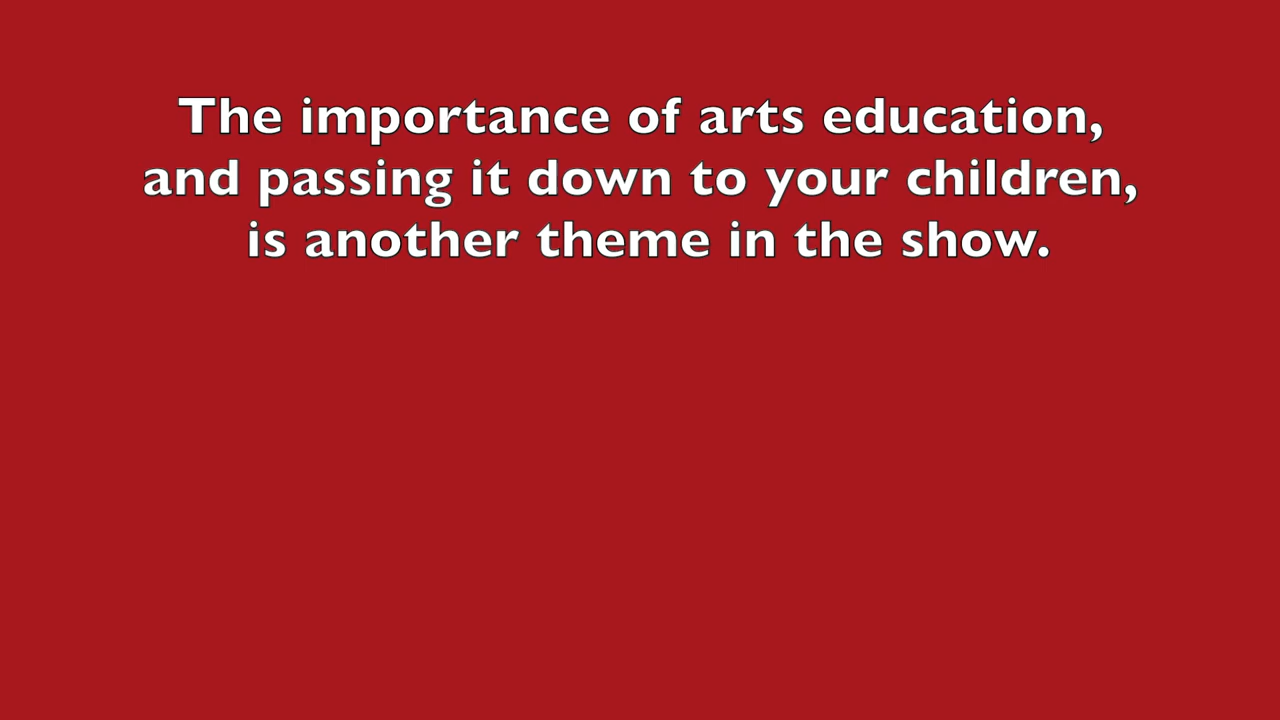 The importance of arts education,
and passing it down to your children,
is another theme in the show.